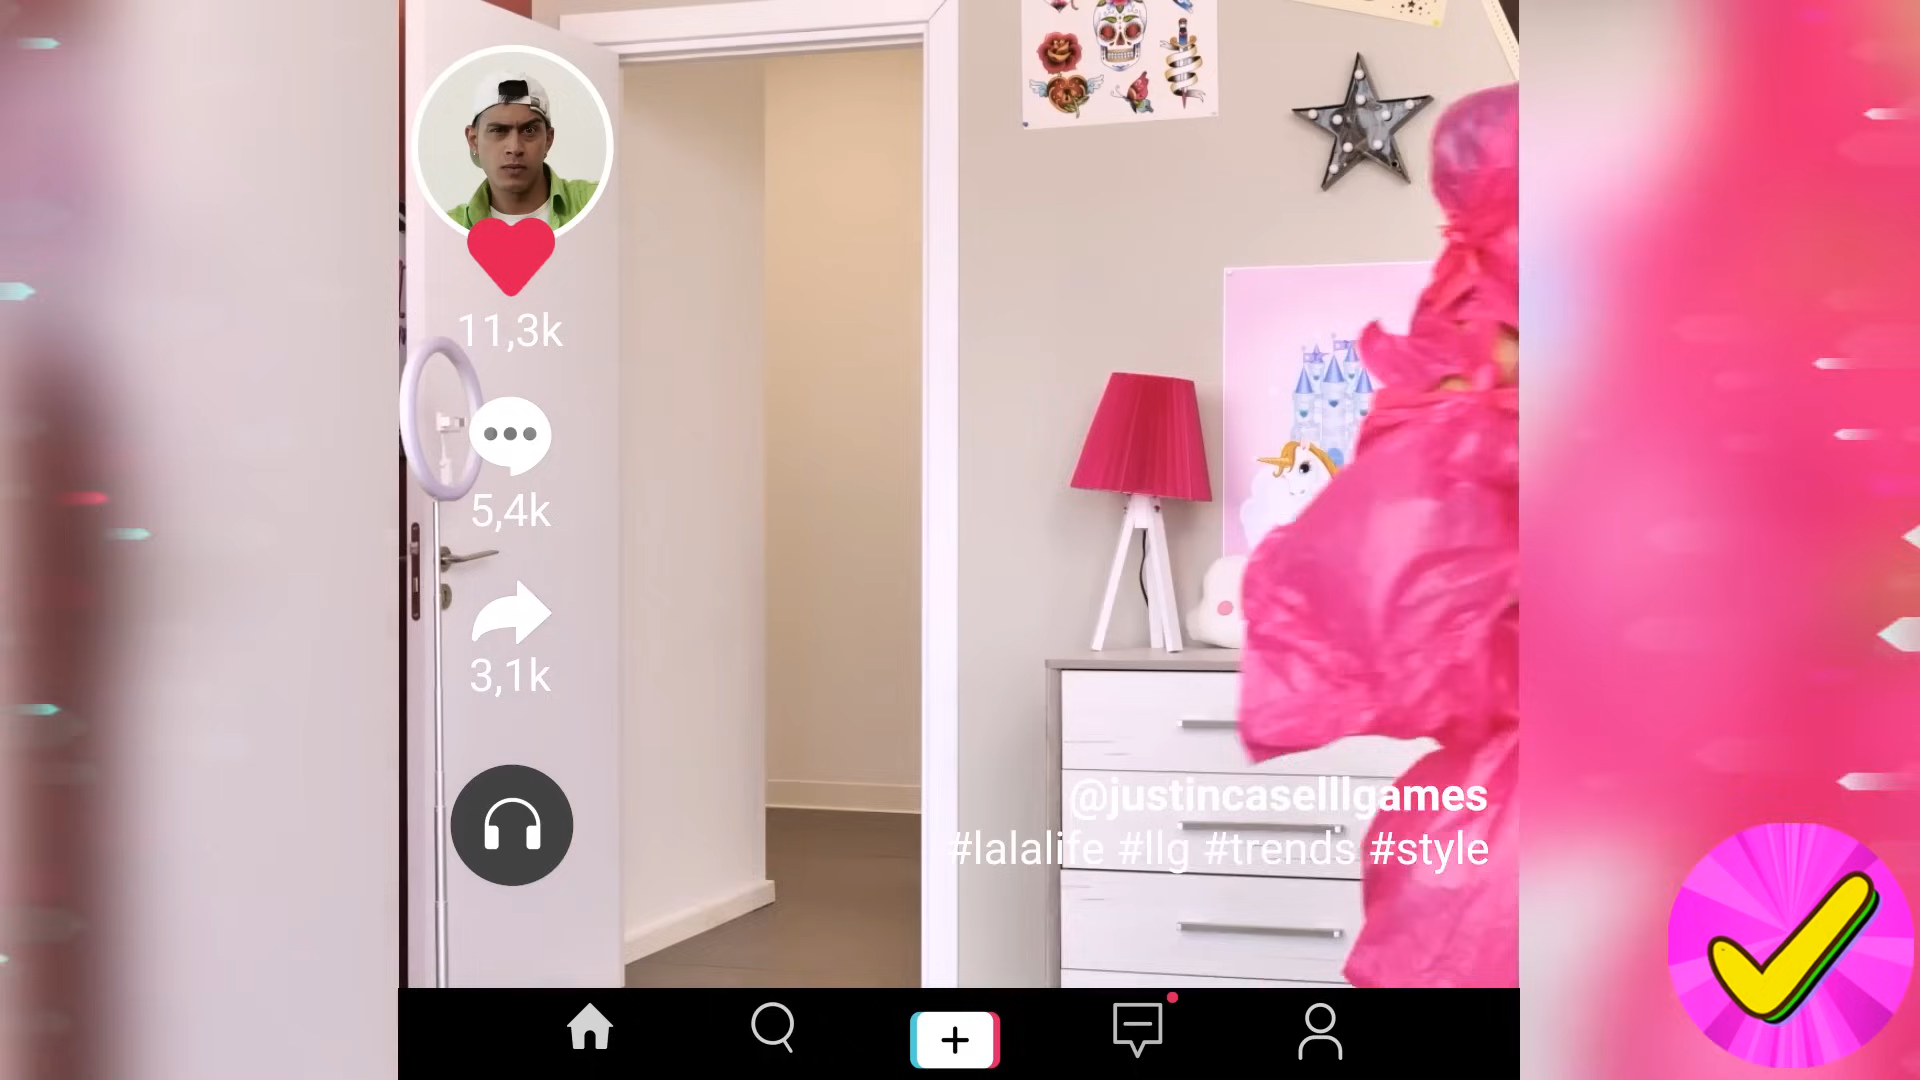 11,3k
5,4k
3,1k
@justincaselllgames
#lalalife #llg #trends #style